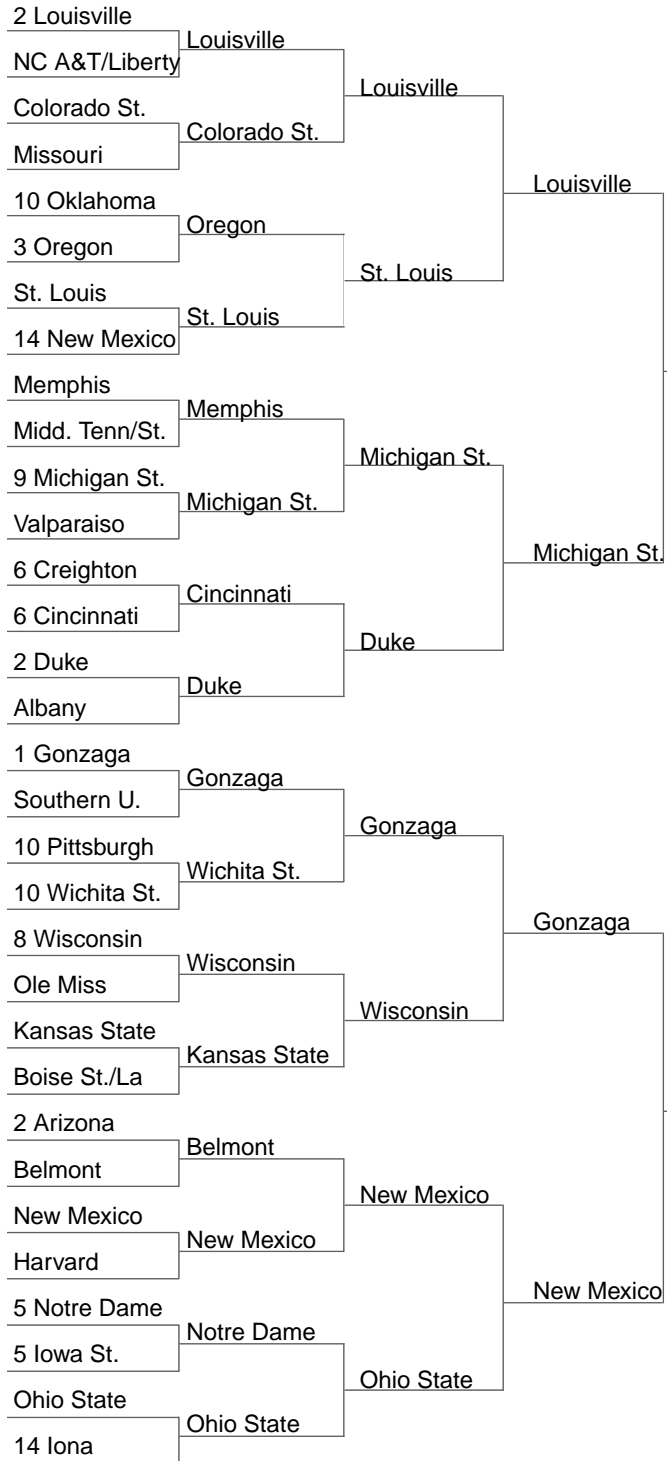 2 Louisville
NC A&T/Liberty
Colorado St.
Missouri
10 Oklahoma
3 Oregon
St. Louis
14 New Mexico
Memphis
Midd. Tenn/St.
9 Michigan St.
Valparaiso
6 Creighton
6 Cincinnati
2 Duke
Albany
1 Gonzaga
Southern U.
10 Pittsburgh
10 Wichita St.
8 Wisconsin
Ole Miss
Kansas State
Boise St./La
2 Arizona
Belmont
New Mexico
Harvard
5 Notre Dame
5 Iowa St.
Ohio State
14 Iona
Louisville
Colorado St.
Oregon
St. Louis
Memphis
Michigan St.
Cincinnati
Duke
Gonzaga
Wichita St.
Wisconsin
Kansas State
Belmont
New Mexico
Notre Dame
Ohio State
Louisville
St. Louis
Michigan St.
Duke
Gonzaga
Wisconsin
New Mexico
Ohio State
Louisville
Michigan St.
Gonzaga
New Mexico